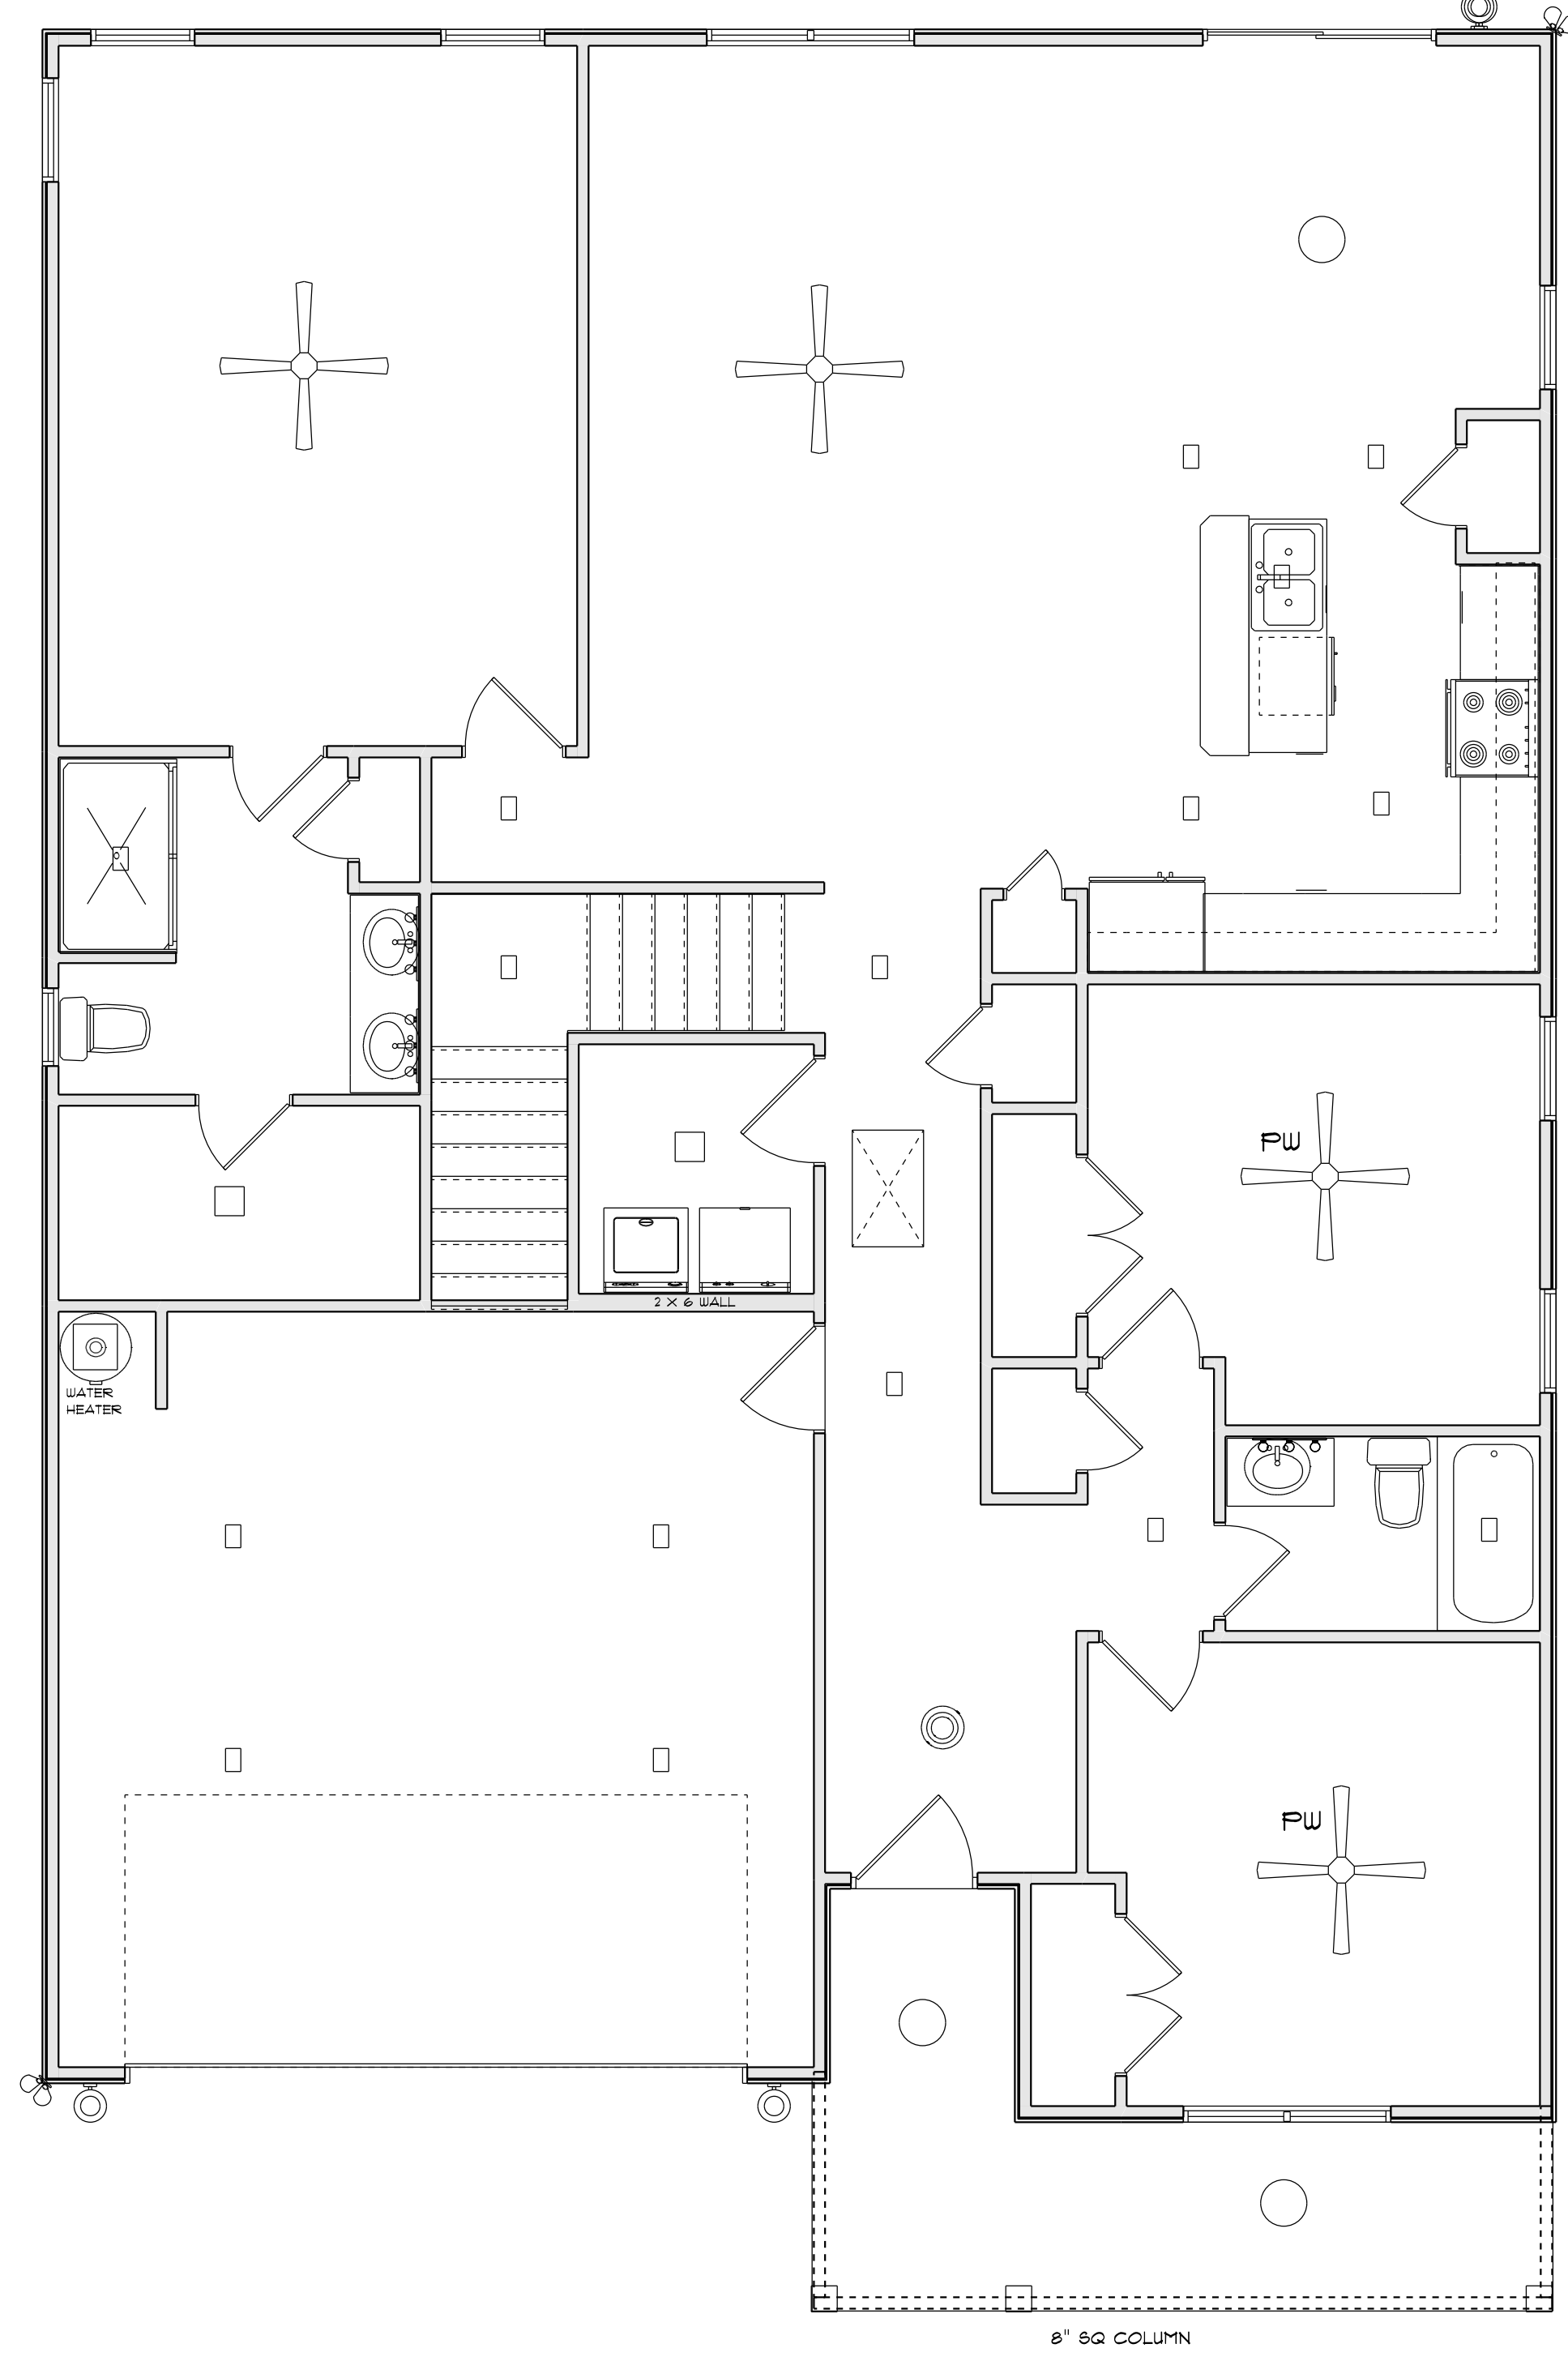 PW
2 X 6 WALL
WATER
HEATER
PW
8" SQ COLUMN